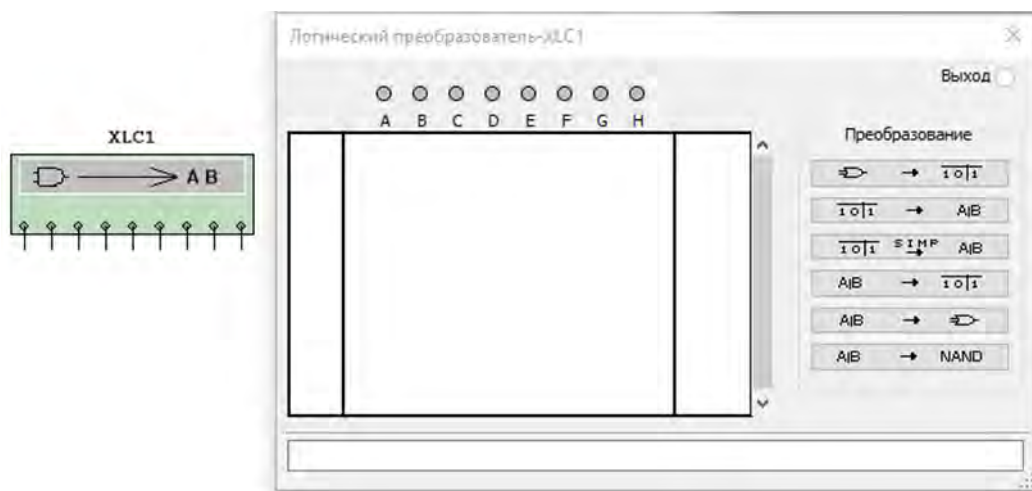 Логический преобразователь-XLC1
Выход
A B C D E F G H
XLC1
A B
Преобразование
→ 1 0 1
1 0 1 → A|B
1 0 1 SIMP → A|B
A|B → 1 0 1
A|B →
A|B → NAND